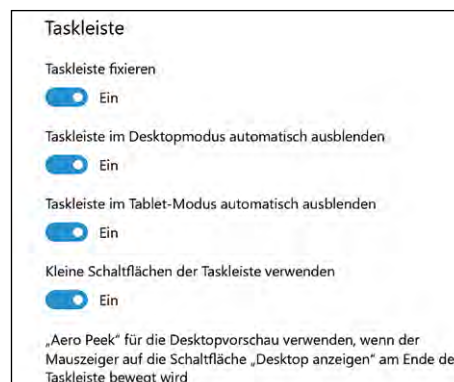 Taskleiste
Taskleiste fixieren
Ein
Taskleiste im Desktopmodus automatisch ausblenden
Ein
Taskleiste im Tablet-Modus automatisch ausblenden
Ein
Kleine Schaltflächen der Taskleiste verwenden
Ein
„Aero Peek“ für die Desktopvorschau verwenden, wenn der
Mauszeiger auf die Schaltfläche „Desktop anzeigen“ am Ende de
Taskleiste bewegt wird